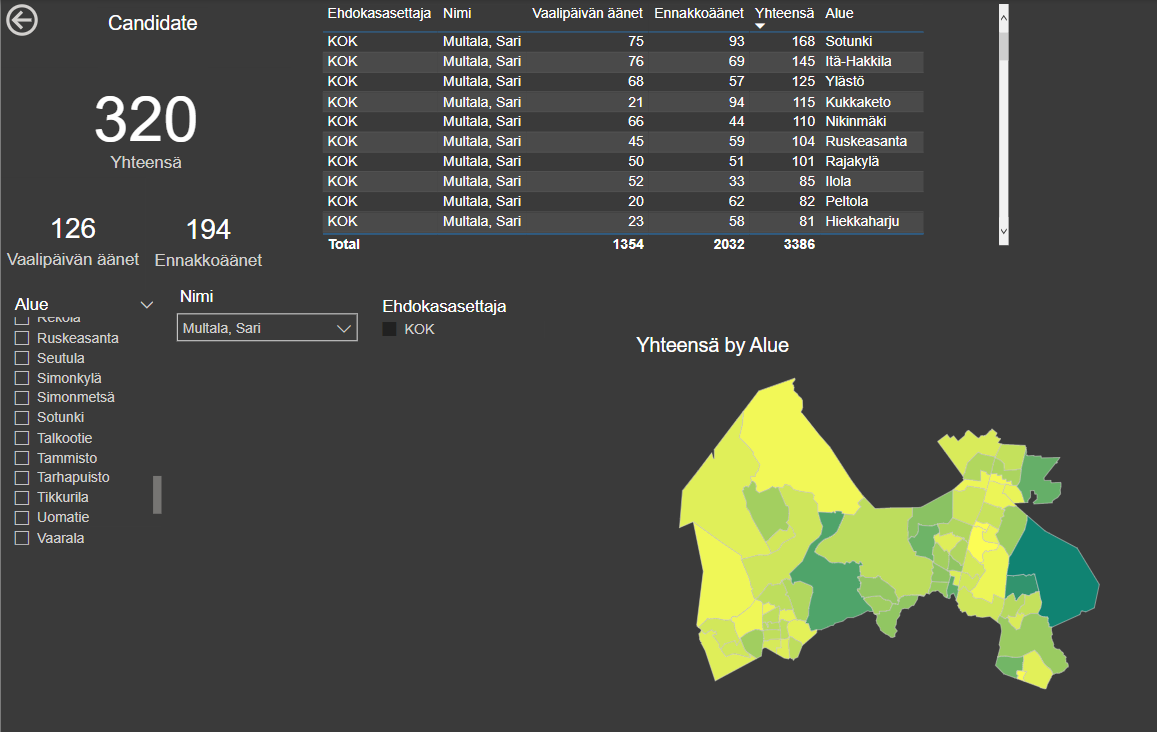 Candidate
320
Yhteensä
126
Vaalipäivän äänet
194
Ennakkoäänet
Ehdokasasettaja Nimi Vaalipäivän äänet Ennakkoäänet Yhteensä Alue
KOK Multala, Sari 75 93 168 Sotunki
KOK Multala, Sari 76 69 145 Itä-Hakkila
KOK Multala, Sari 68 57 125 Ylästö
KOK Multala, Sari 21 94 115 Kukkaketo
KOK Multala, Sari 66 44 110 Nikinmäki
KOK Multala, Sari 45 59 104 Ruskeasanta
KOK Multala, Sari 50 51 101 Rajakylä
KOK Multala, Sari 52 33 85 Ilola
KOK Multala, Sari 20 62 82 Peltola
KOK Multala, Sari 23 58 81 Hiekkaharju
Total 1354 2032 3386
Alue
Rekola
Ruskeasanta
Seutula
Simonkylä
Simonmetsä
Sotunki
Talkootie
Tammisto
Tarhapuisto
Tikkurila
Uomatie
Vaarala
Nimi
Multala, Sari
Ehdokasasettaja
KOK
Yhteensä by Alue